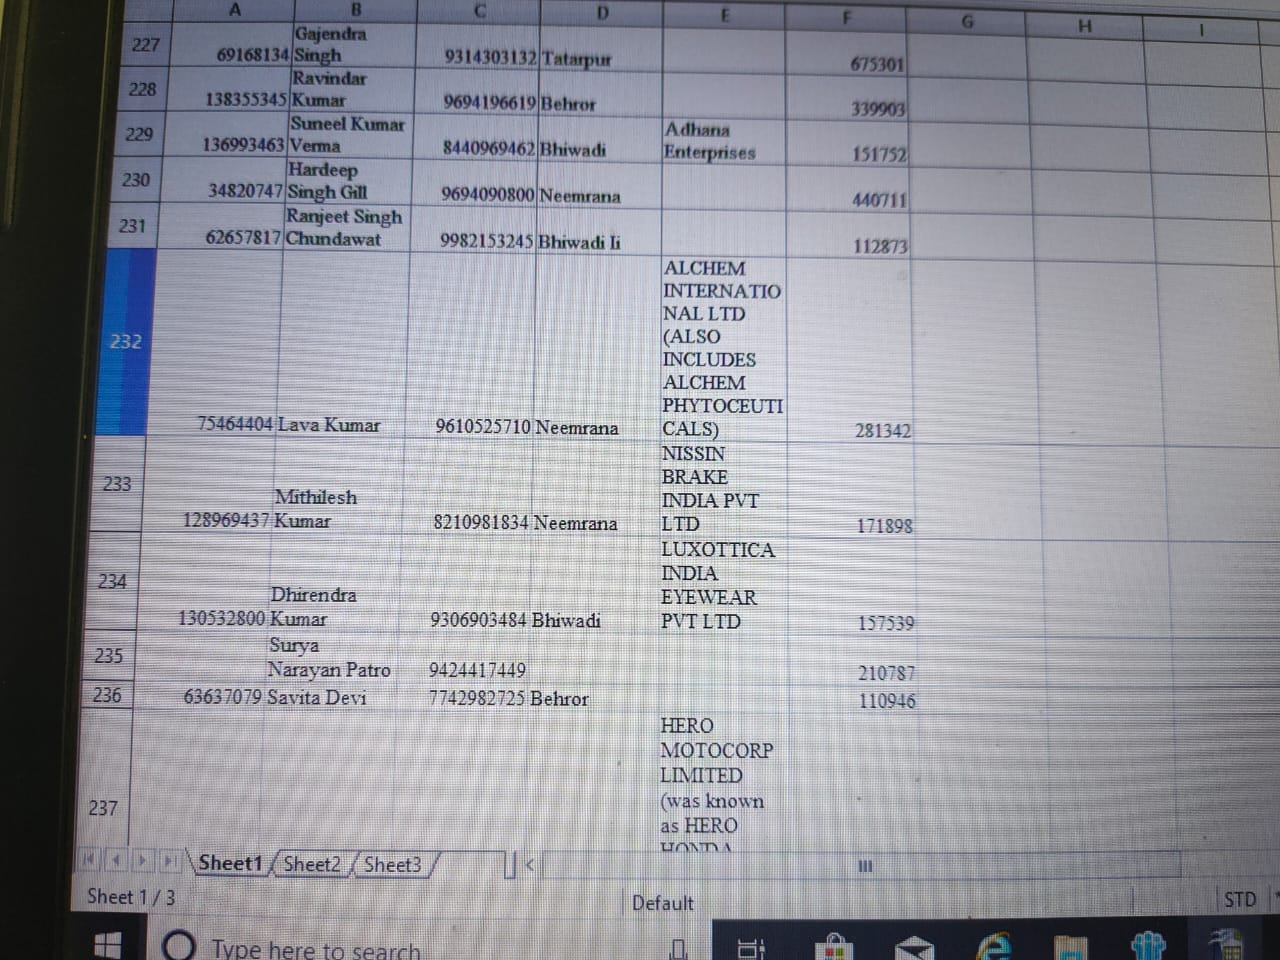 A B C D E F G H I
227 69168134 Gajendra Singh 9314303132 Tatarpur 675301
228 138355345 Ravindar Kumar 9694196619 Behror 339903
229 136993463 Suneel Kumar Verma 8440969462 Bhiwadi Adhana Enterprises 151752
230 34820747 Hardeep Singh Gill 9694090800 Neemrana 440711
231 62657817 Ranjeet Singh Chundawat 9982153245 Bhiwadi Ii 112873
232 75464404 Lava Kumar 9610525710 Neemrana ALCHEM INTERNATIO NAL LTD (ALSO INCLUDES ALCHEM PHYTOCEUTI CALS) 281342
233 128969437 Mithilesh Kumar 8210981834 Neemrana NISSIN BRAKE INDIA PVT LTD 171898
234 130532800 Dhirendra Kumar 9306903484 Bhiwadi LUXOTTICA INDIA EYEWEAR PVT LTD 157539
235 Surya Narayan Patro 9424417449 210787
236 63637079 Savita Devi 7742982725 Behror 110946
237 HERO MOTOCORP LIMITED (was known as HERO HONDA
Sheet1 Sheet2 Sheet3
Sheet 1 / 3 Default STD
Type here to search